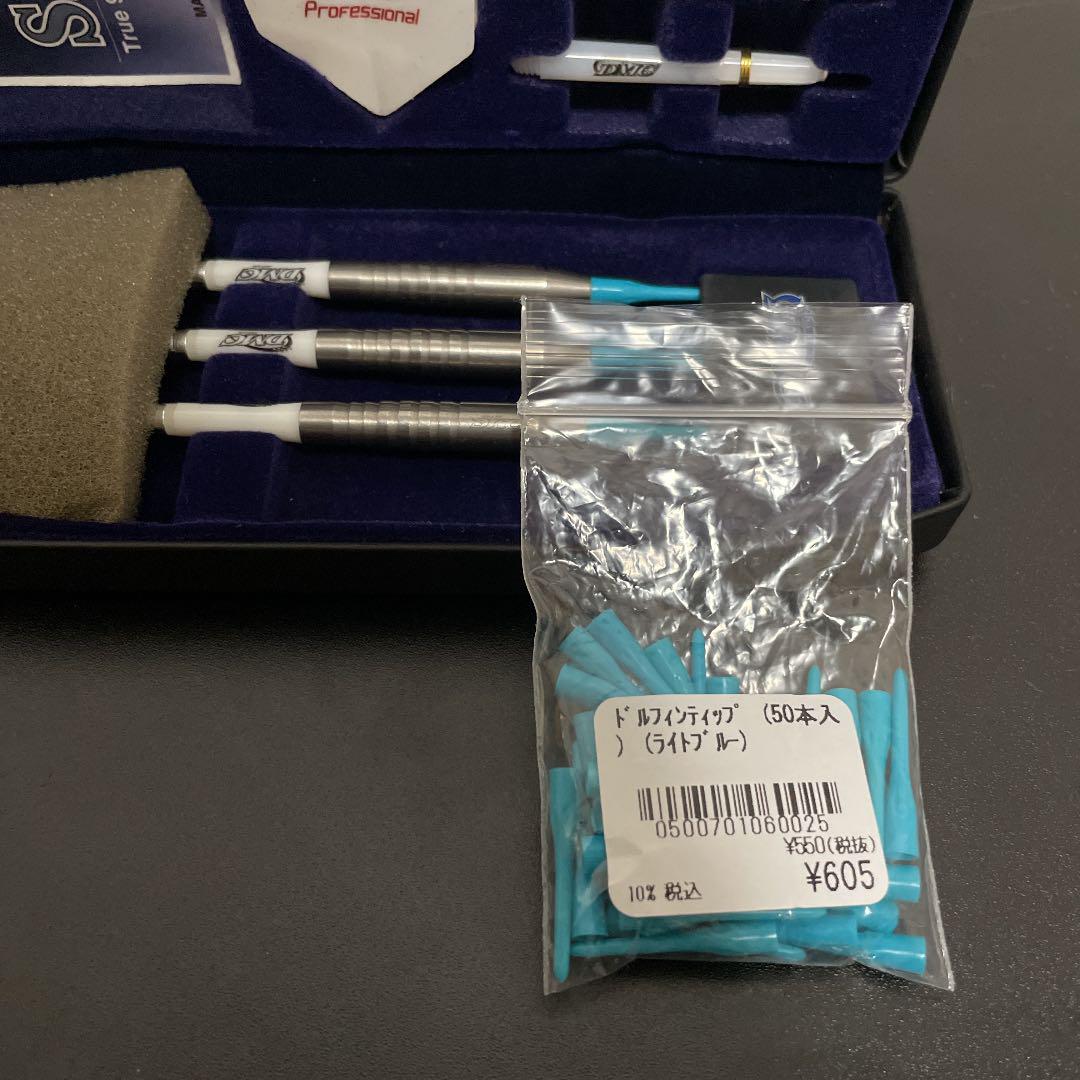 S
True
MA
Professional
DMC
DMC
DMC
ﾄﾞﾙﾌｨﾝﾃｨｯﾌﾟ (50本入
) (ﾗｲﾄﾌﾞﾙｰ)
0500701060025
¥550(税抜)
¥605
10% 税込